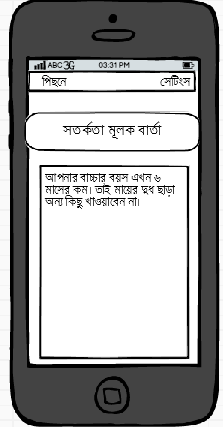 ABC 3G 03:31 PM
পিছনে সেটিংস
সতর্কতা মূলক বার্তা
আপনার বাচ্চার বয়স এখন ৬
মাসের কম। তাই মায়ের দুধ ছাড়া
অন্য কিছু খাওয়াবেন না।